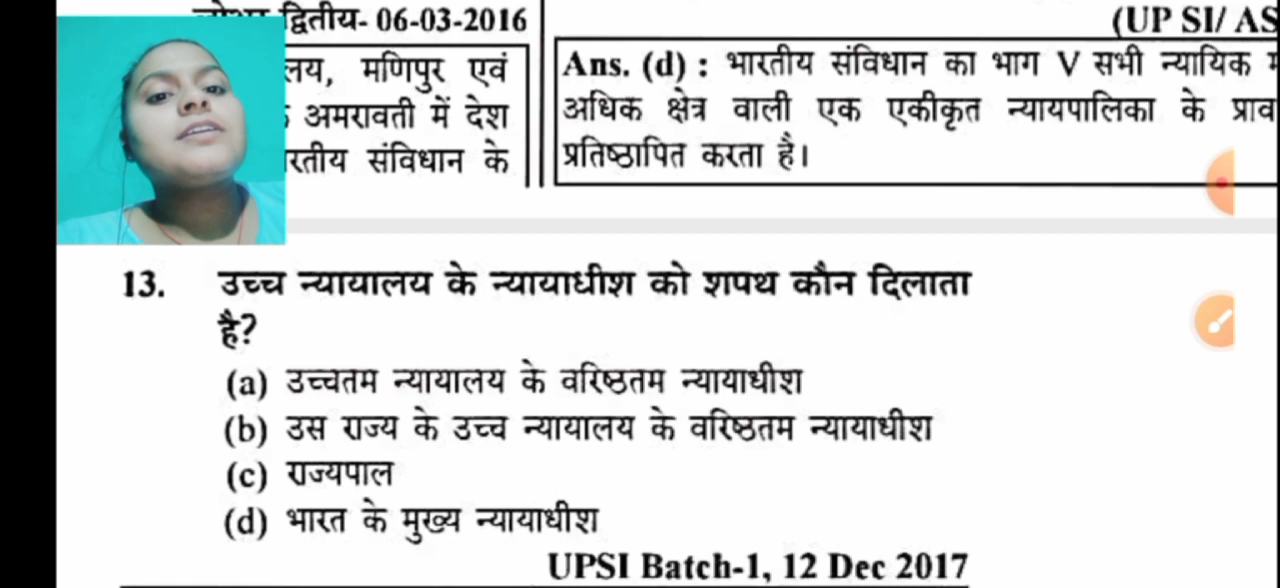 द्वितीय- 06-03-2016
मणिपुर एवं
अमरावती में देश
संविधान के
(UP SI/ AS
Ans. (d) : भारतीय संविधान का भाग V सभी न्यायिक
अधिक क्षेत्र वाली एक एकीकृत न्यायपालिका के
प्रतिष्ठापित करता है।
13. उच्च न्यायालय के न्यायाधीश को शपथ कौन दिलाता
है?
(a) उच्चतम न्यायालय के वरिष्ठतम न्यायाधीश
(b) उस राज्य के उच्च न्यायालय के वरिष्ठतम न्यायाधीश
(c) राज्यपाल
(d) भारत के मुख्य न्यायाधीश
UPSI Batch-1, 12 Dec 2017